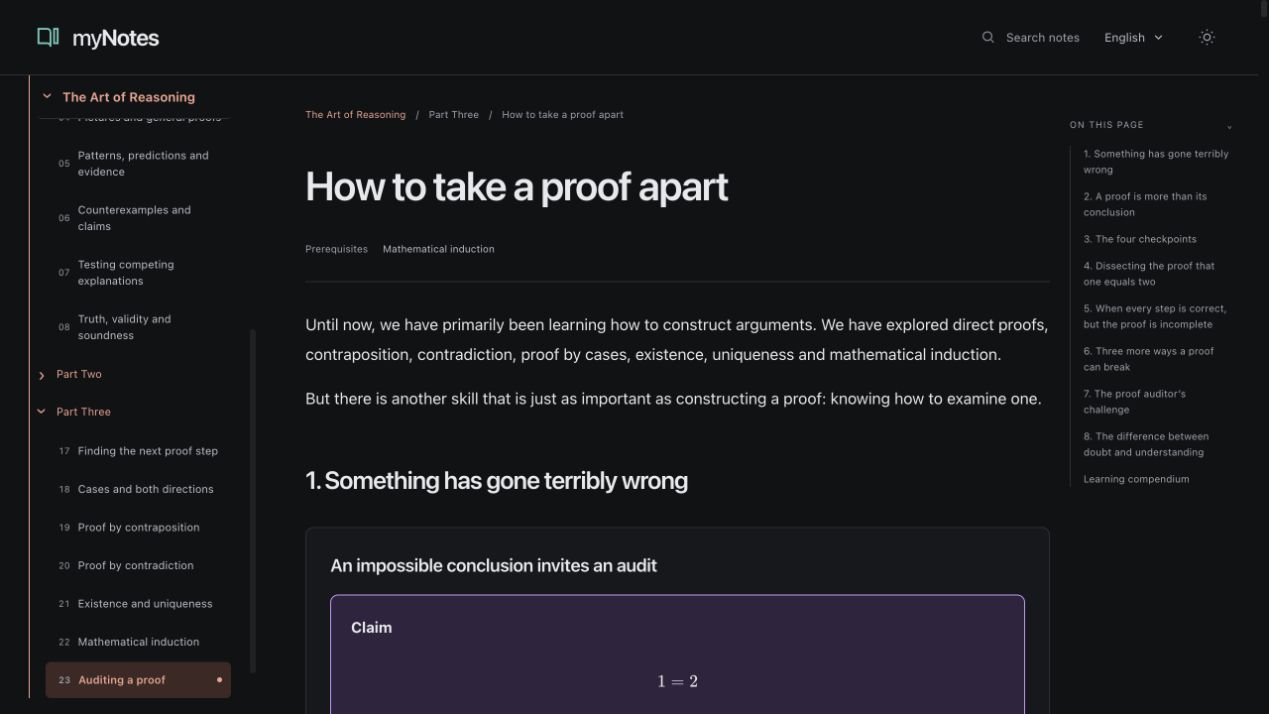 myNotes
Search notes
English
The Art of Reasoning
Pictures and general proofs
05 Patterns, predictions and
evidence
06 Counterexamples and
claims
07 Testing competing
explanations
08 Truth, validity and
soundness
Part Two
Part Three
17 Finding the next proof step
18 Cases and both directions
19 Proof by contraposition
20 Proof by contradiction
21 Existence and uniqueness
22 Mathematical induction
23 Auditing a proof
The Art of Reasoning / Part Three / How to take a proof apart
How to take a proof apart
Prerequisites Mathematical induction
Until now, we have primarily been learning how to construct arguments. We have explored direct proofs,
contraposition, contradiction, proof by cases, existence, uniqueness and mathematical induction.
But there is another skill that is just as important as constructing a proof: knowing how to examine one.
1. Something has gone terribly wrong
An impossible conclusion invites an audit
Claim
1 = 2
ON THIS PAGE
1. Something has gone terribly
wrong
2. A proof is more than its
conclusion
3. The four checkpoints
4. Dissecting the proof that
one equals two
5. When every step is correct,
but the proof is incomplete
6. Three more ways a proof
can break
7. The proof auditor's
challenge
8. The difference between
doubt and understanding
Learning compendium